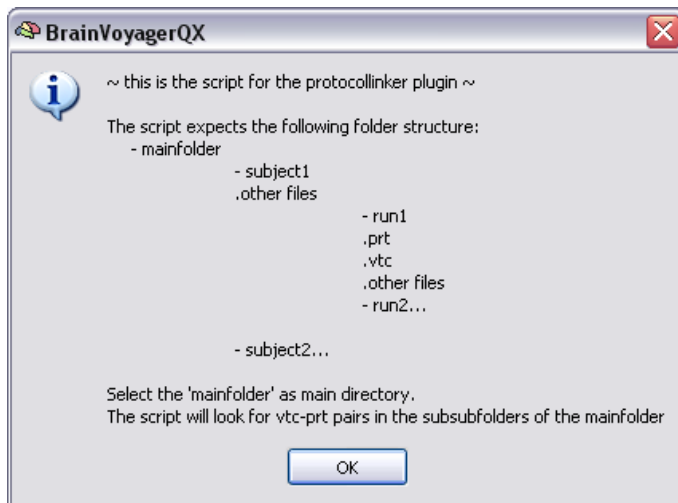 BrainVoyagerQX
~ this is the script for the protocollinker plugin ~
The script expects the following folder structure:
- mainfolder
- subject1
.other files
- run1
.prt
.vtc
.other files
- run2...
- subject2...
Select the 'mainfolder' as main directory.
The script will look for vtc-prt pairs in the subsubfolders of the mainfolder
OK